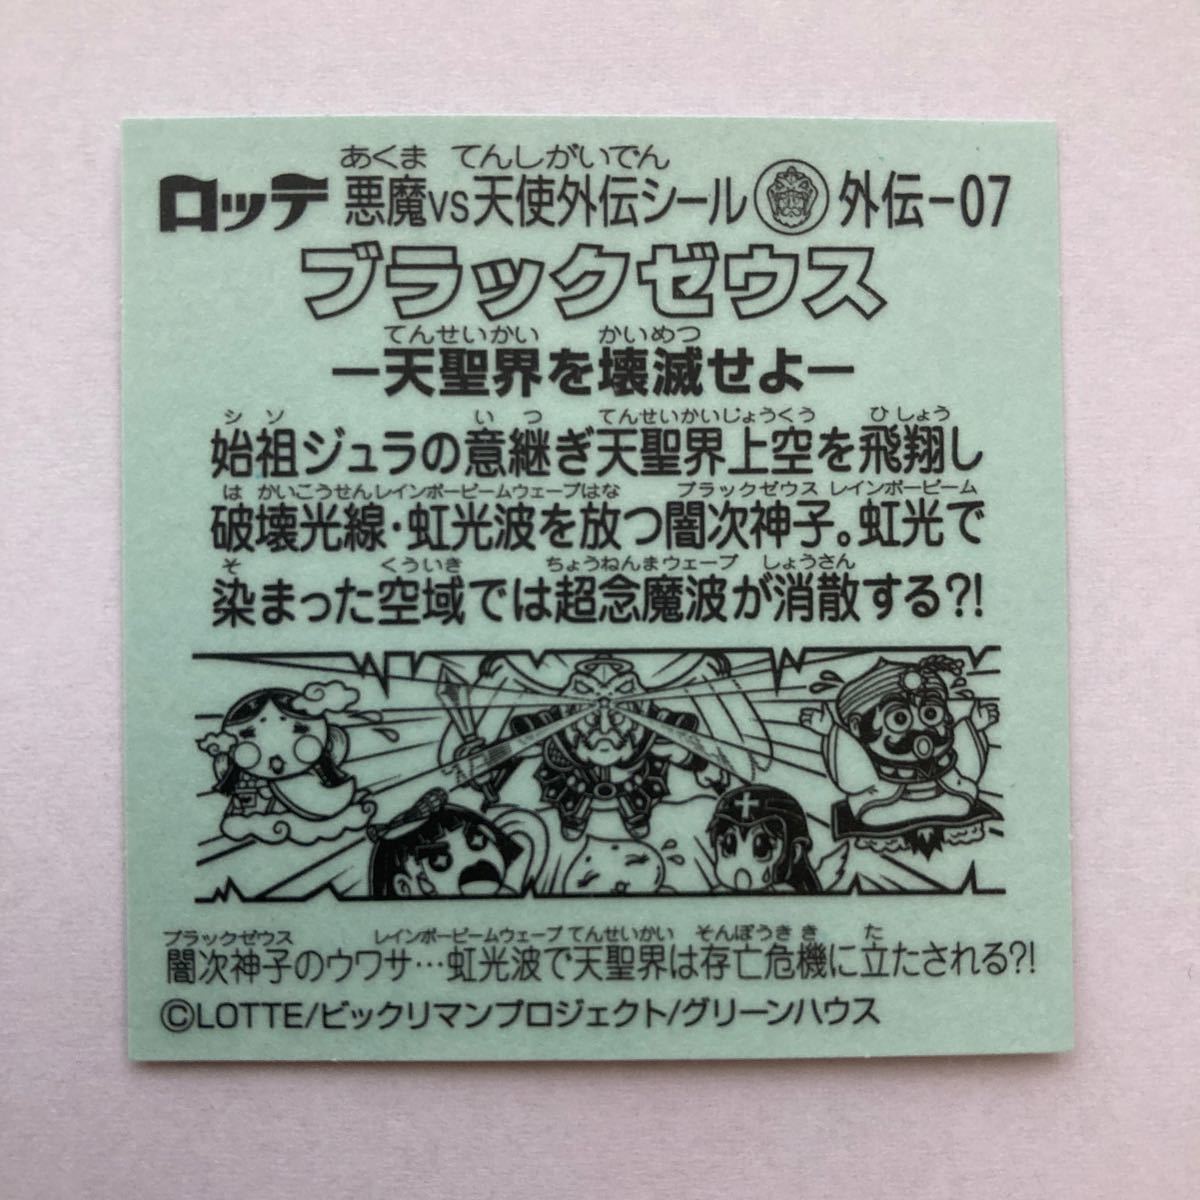 あくま てんしがいでん
ロッテ 悪魔VS天使外伝シール 外伝-07
ブラックゼウス
てんせいかい かいめつ
ー天聖界を壊滅せよー
シ ソ い つ てんせいかいじょうくう ひしょう
始祖ジュラの意継ぎ天聖界上空を飛翔し
は かいこうせんレインボービームウェーブはな ブラックゼウス レインボービーム
破壊光線・虹光波を放つ闇次神子。虹光で
そ くういき ちょうねんまウェーブ しょうさん
染まった空域では超念魔波が消散する?!
ブラックゼウス レインボービームウェーブ てんせいかい そんぼうきき た
闇次神子のウワサ…虹光波で天聖界は存亡危機に立たされる?!
©LOTTE/ビックリマンプロジェクト/グリーンハウス